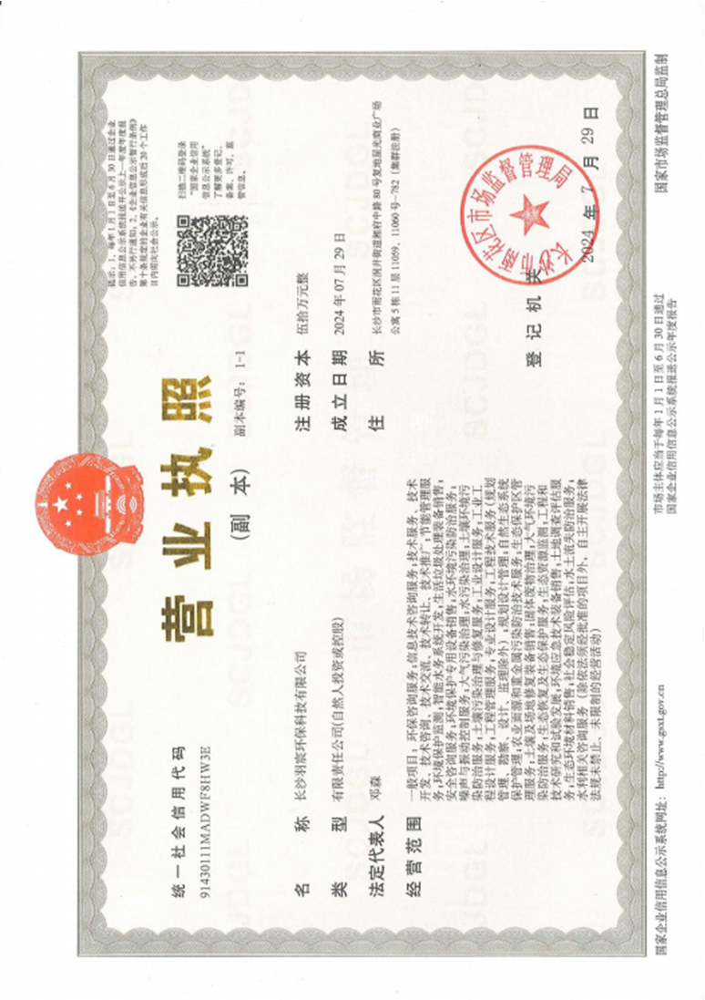 统一社会信用代码
91430111MADWF8HW3E
营业执照
(副 本)
副本编号：1-1
扫描二维码登录
“国家企业信用
信息公示系统”
了解更多登记、
备案、许可、监
管信息。
提示：1、每年1月1日至6月30日通过企业
信用信息公示系统报送并公示上一年度年度报
告，不另行通知；2、《企业信息公示暂行条例》
第十条规定的企业有关信息形成后20个工作
日内需向社会公示。
名 称 长沙羽宸环保科技有限公司
类 型 有限责任公司(自然人投资或控股)
法定代表人 邓森
经营范围 一般项目：环保咨询服务;信息技术咨询服务;技术服务、技术
开发、技术咨询、技术交流、技术转让、技术推广;节能管理服
务;环境保护监测;智能水务系统开发;生活垃圾处理装备销售;
安全咨询服务;环境保护专用设备销售;水环境污染防治服务;
噪声与振动控制服务;大气污染治理;水污染治理;土壤环境污
染防治服务;土壤污染治理与修复服务;工业设计服务;工业工
程设计服务;工程管理服务;专业设计服务;工程技术服务(规划
管理、勘察、设计、监理除外);规划设计管理;自然生态系统
保护管理;农业面源和重金属污染防治技术服务;生态保护区管
理服务;土壤及场地修复装备销售;固体废物治理;大气环境污
染防治服务;生态恢复及生态保护服务;生态资源监测;工程和
技术研究和试验发展;环境应急技术装备销售;土地调查评估服
务;生态环境材料销售;社会稳定风险评估;水土流失防治服务;
水利相关咨询服务（除依法须经批准的项目外，自主开展法律
法规未禁止、未限制的经营活动）
注册资本 伍拾万元整
成立日期 2024年07月29日
住 所 长沙市雨花区洞井街道湘府中路80号复地星光商业广场
公寓5栋11层11059、11060号-782（集群注册）
登记机关
长沙市雨花区市场监督管理局
2024 年 7 月 29 日
国家企业信用信息公示系统网址：http://www.gsxt.gov.cn
市场主体应当于每年1月1日至6月30日通过
国家企业信用信息公示系统报送公示年度报告
国家市场监督管理总局监制